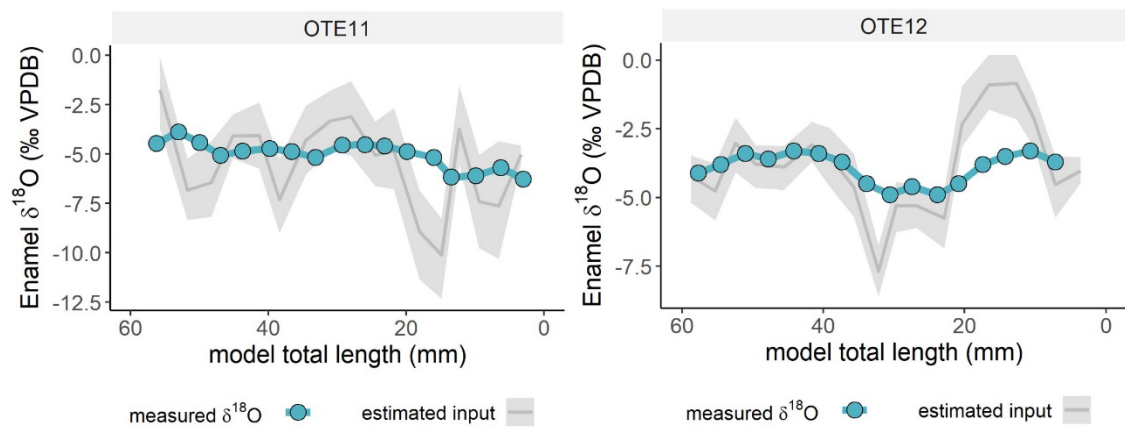 OTE11
Enamel δ¹⁸O (‰ VPDB)
0.0
-2.5
-5.0
-7.5
-10.0
-12.5
60
40
20
0
model total length (mm)
measured δ¹⁸O
estimated input
OTE12
Enamel δ¹⁸O (‰ VPDB)
0.0
-2.5
-5.0
-7.5
60
40
20
0
model total length (mm)
measured δ¹⁸O
estimated input